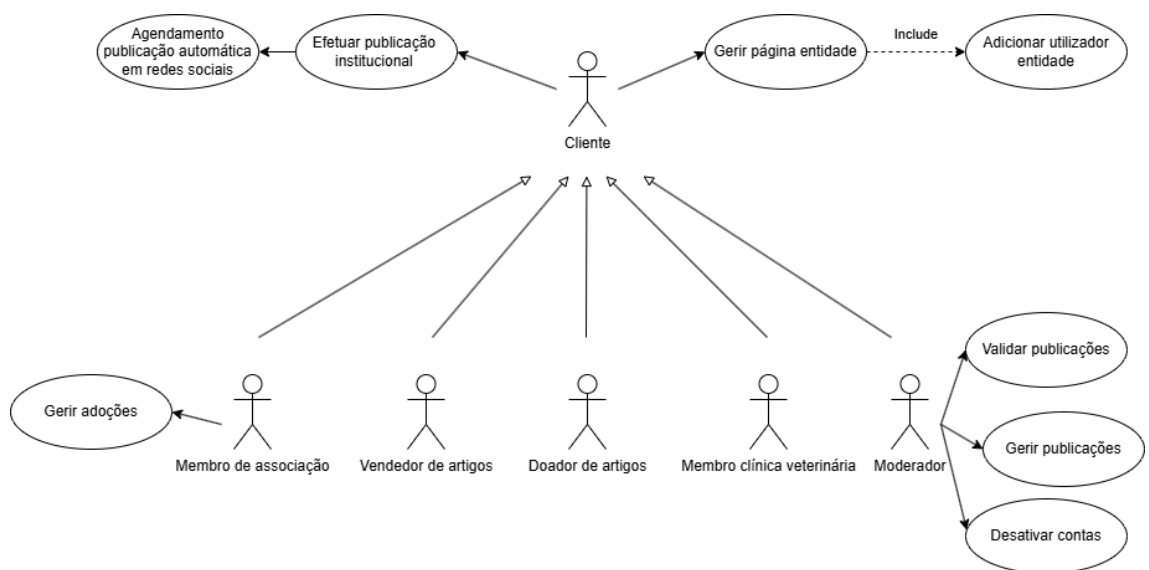 Agendamento
publicação automática
em redes sociais
Efetuar publicação
institucional
Gerir página entidade
Include
Adicionar utilizador
entidade
Cliente
Validar publicações
Gerir adoções
Gerir publicações
Membro de associação
Vendedor de artigos
Doador de artigos
Membro clínica veterinária
Moderador
Desativar contas